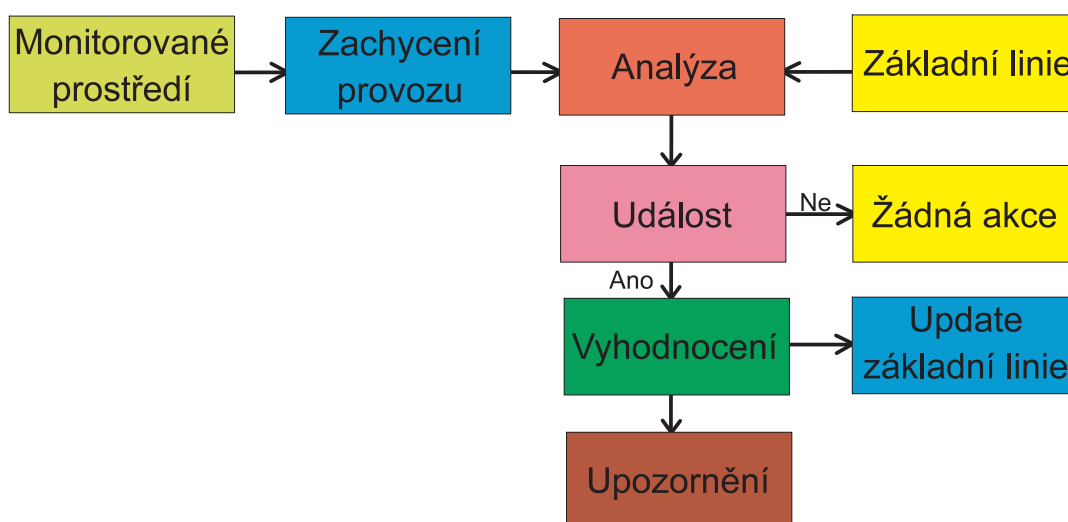 Monitorované
prostředí
Zachycení
provozu
Analýza
Základní linie
Událost
Ne
Žádná akce
Ano
Vyhodnocení
Update
základní linie
Upozornění